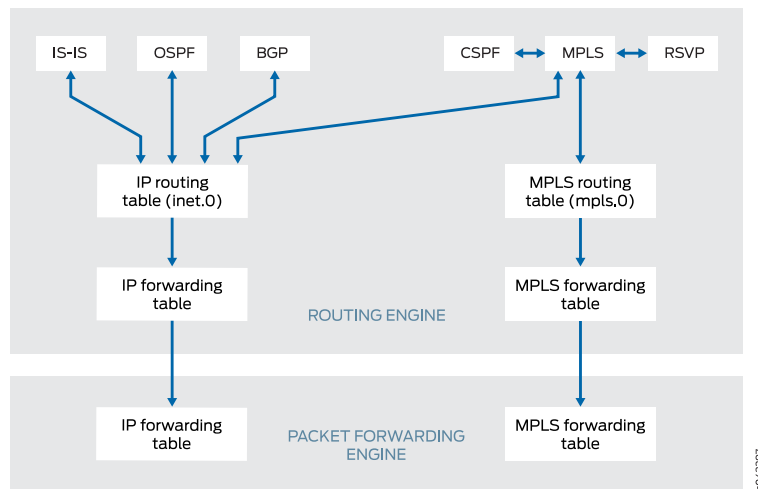 IS-IS
OSPF
BGP
CSPF
MPLS
RSVP
IP routing
table (inet.0)
MPLS routing
table (mpls.0)
IP forwarding
table
MPLS forwarding
table
ROUTING ENGINE
IP forwarding
table
PACKET FORWARDING
ENGINE
MPLS forwarding
table